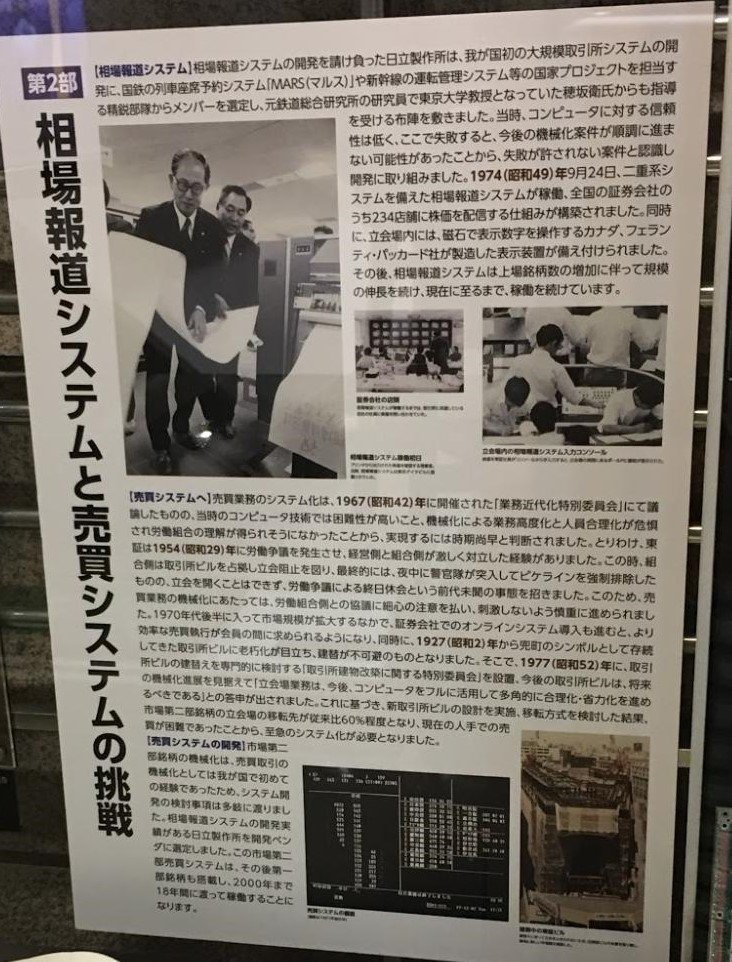 第2部
相場報道システムと売買システムの挑戦
【相場報道システム】相場報道システムの開発を請け負った日立製作所は、我が国初の大規模取引所システムの開
発に、国鉄の列車座席予約システム「MARS(マルス)」や新幹線の運転管理システム等の国家プロジェクトを担当す
る精鋭部隊からメンバーを選定し、元鉄道総合研究所の研究員で東京大学教授となっていた穂坂衛氏からも指導
を受ける布陣を敷きました。当時、コンピュータに対する信頼
性は低く、ここで失敗すると、今後の機械化案件が順調に進ま
ない可能性があったことから、失敗が許されない案件と認識し
開発に取り組みました。1974(昭和49)年9月24日、二重系シ
ステムを備えた相場報道システムが稼働、全国の証券会社の
うち234店舗に株価を配信する仕組みが構築されました。同時
に、立会場内には、磁石で表示数字を操作するカナダ、フェラン
ティ・パッカード社が製造した表示装置が備え付けられました。
その後、相場報道システムは上場銘柄数の増加に伴って規模
の伸長を続け、現在に至るまで、稼働を続けています。
証券会社の店頭
相場報道システム稼働初日
立会場内の相場報道システム入力コンソール
【売買システムへ】売買業務のシステム化は、1967(昭和42)年に開催された「業務近代化特別委員会」にて議
論したものの、当時のコンピュータ技術では困難性が高いこと、機械化による業務高度化と人員合理化が危惧
され労働組合の理解が得られそうになかったことから、実現するには時期尚早と判断されました。とりわけ、東
証は1954(昭和29)年に労働争議を発生させ、経営側と組合側が激しく対立した経験がありました。この時、組
合側は取引所ビルを占拠し立会阻止を図り、最終的には、夜中に警官隊が突入してピケラインを強制排除した
ものの、立会を開くことはできず、労働争議による終日休会という前代未聞の事態を招きました。このため、売
買業務の機械化にあたっては、労働組合側との協議に細心の注意を払い、刺激しないよう慎重に進められまし
た。1970年代後半に入って市場規模が拡大するなかで、証券会社でのオンラインシステム導入も進むと、より
効率な売買執行が会員の間に求められるようになり、同時に、1927(昭和2)年から兜町のシンボルとして存続
してきた取引所ビルに老朽化が目立ち、建替が不可避のものとなりました。そこで、1977(昭和52)年に、取引
所ビルの建替えを専門的に検討する「取引所建物改築に関する特別委員会」を設置、今後の取引所ビルは、将来
の機械化進展を見据えて「立会場業務は、今後、コンピュータをフルに活用して多角的に合理化・省力化を進め
るべきである」との答申が出されました。これに基づき、新取引所ビルの設計を実施、移転方式を検討した結果、
市場第二部銘柄の立会場の移転先が従来比60%程度となり、現在の人手での売
買が困難であったことから、至急のシステム化が必要となりました。
【売買システムの開発】市場第二
部銘柄の機械化は、売買取引の
機械化としては我が国で初めて
の経験であったため、システム開
発の検討事項は多岐に渡りまし
た。相場報道システムの開発実
績がある日立製作所を開発ベン
ダに選定しました。この市場第二
部売買システムは、その後第一
部銘柄も搭載し、2000年まで
18年間に渡って稼働することに
なります。
売買システムの画面
建替中の東証ビル